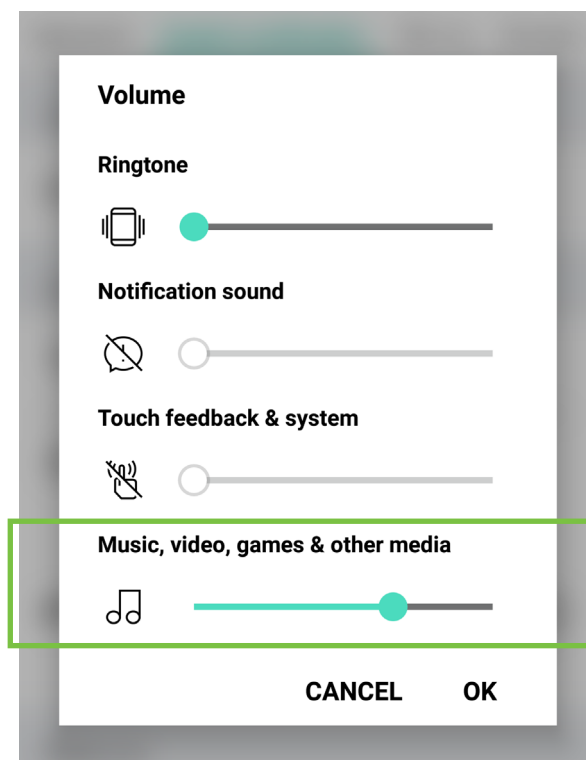 Volume
Ringtone
Notification sound
Touch feedback & system
Music, video, games & other media
CANCEL OK